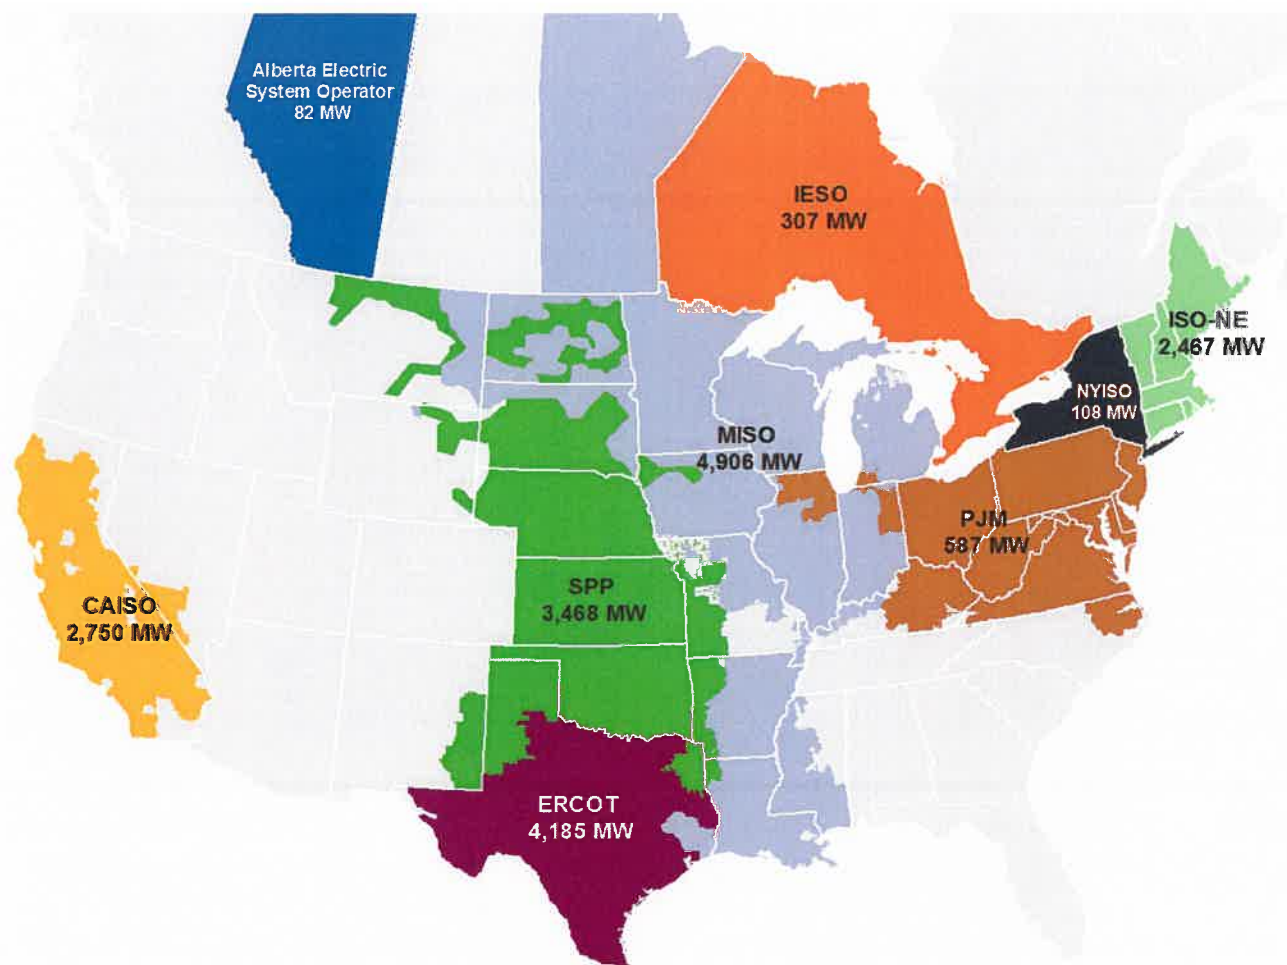 Alberta Electric
System Operator
82 MW
IESO
307 MW
ISO-NE
2,467 MW
NYISO
108 MW
MISO
4,906 MW
PJM
587 MW
SPP
3,468 MW
CAISO
2,750 MW
ERCOT
4,185 MW